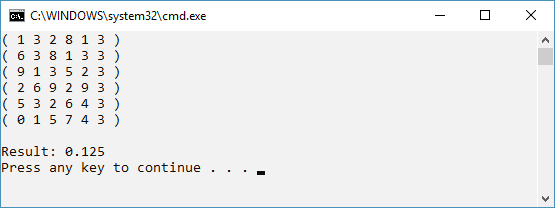 C:\WINDOWS\system32\cmd.exe
( 1 3 2 8 1 3 )
( 6 3 8 1 3 3 )
( 9 1 3 5 2 3 )
( 2 6 9 2 9 3 )
( 5 3 2 6 4 3 )
( 0 1 5 7 4 3 )
Result: 0.125
Press any key to continue . . .